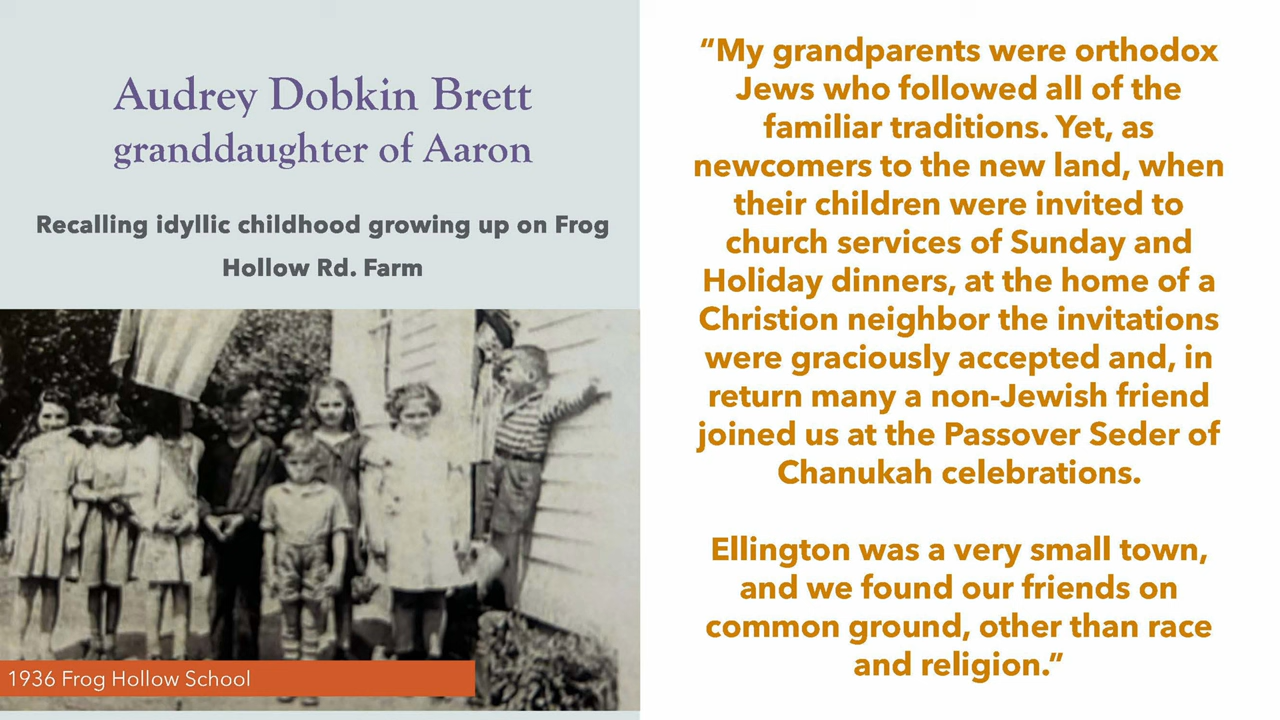 Audrey Dobkin Brett
granddaughter of Aaron
Recalling idyllic childhood growing up on Frog
Hollow Rd. Farm
1936 Frog Hollow School
“My grandparents were orthodox
Jews who followed all of the
familiar traditions. Yet, as
newcomers to the new land, when
their children were invited to
church services of Sunday and
Holiday dinners, at the home of a
Christion neighbor the invitations
were graciously accepted and, in
return many a non-Jewish friend
joined us at the Passover Seder of
Chanukah celebrations.
Ellington was a very small town,
and we found our friends on
common ground, other than race
and religion.”